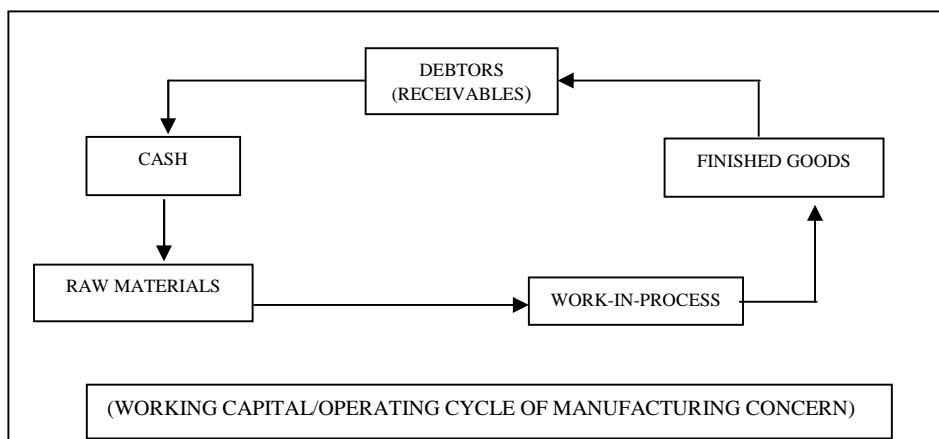 DEBTORS
(RECEIVABLES)
CASH
FINISHED GOODS
RAW MATERIALS
WORK-IN-PROCESS
(WORKING CAPITAL/OPERATING CYCLE OF MANUFACTURING CONCERN)